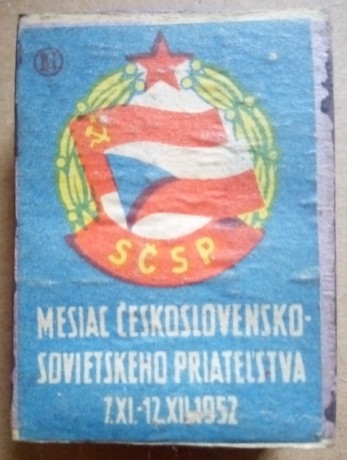 SČSP
MESIAC ČESKOSLOVENSKO-
SOVIETSKEHO PRIATEĽSTVA
7.XI.-12.XII.1952